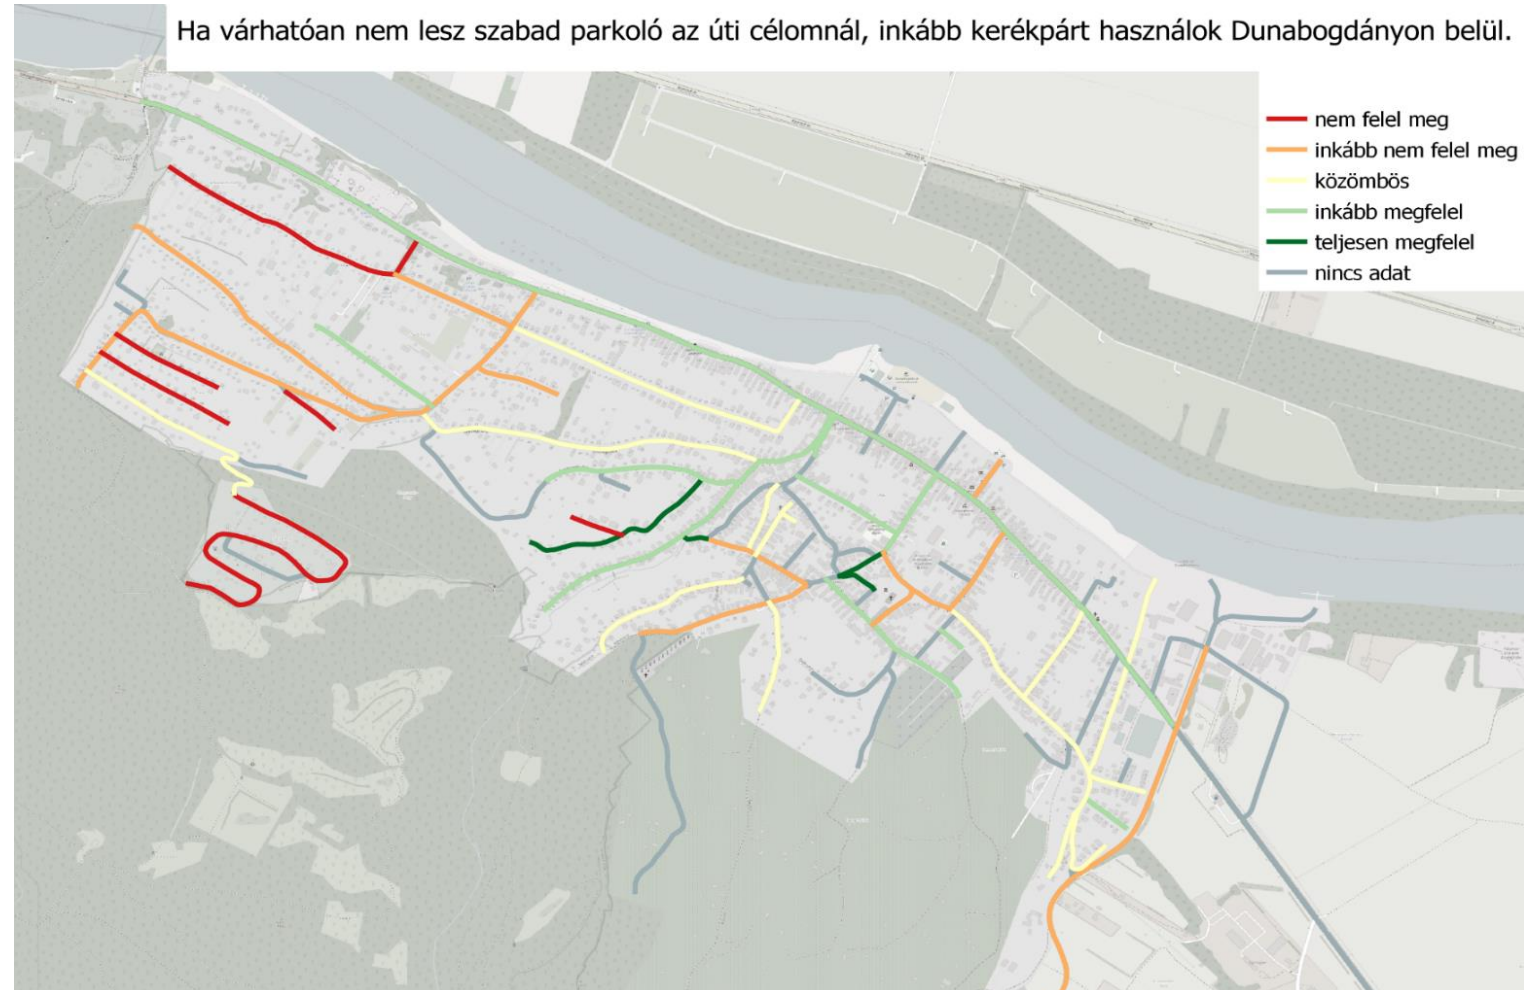 Ha várhatóan nem lesz szabad parkoló az úti célomnál, inkább kerékpárt használok Dunabogdányon belül.
nem felel meg
inkább nem felel meg
közömbös
inkább megfelel
teljesen megfelel
nincs adat